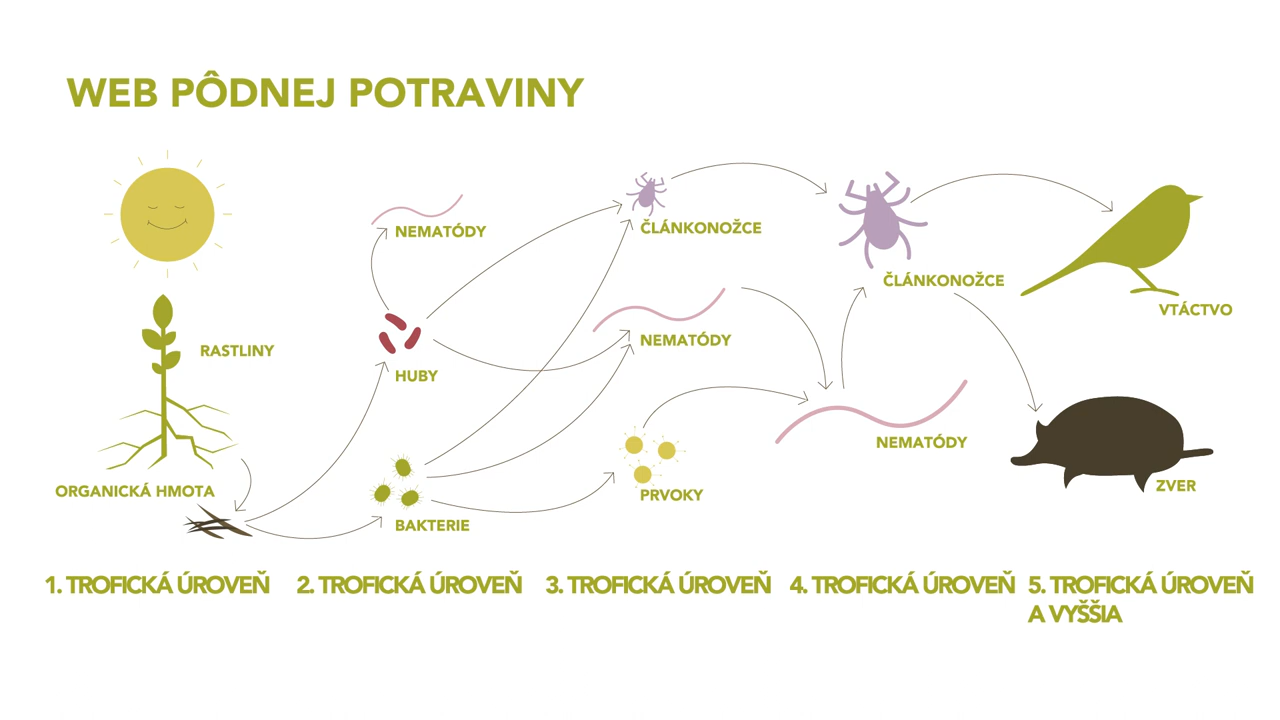 WEB PÔDNEJ POTRAVINY
NEMATÓDY
ČLÁNKONOŽCE
ČLÁNKONOŽCE
VTÁCTVO
RASTLINY
NEMATÓDY
HUBY
NEMATÓDY
ORGANICKÁ HMOTA
PRVOKY
ZVER
BAKTERIE
1. TROFICKÁ ÚROVEŇ
2. TROFICKÁ ÚROVEŇ
3. TROFICKÁ ÚROVEŇ
4. TROFICKÁ ÚROVEŇ
5. TROFICKÁ ÚROVEŇ
A VYŠŠIA